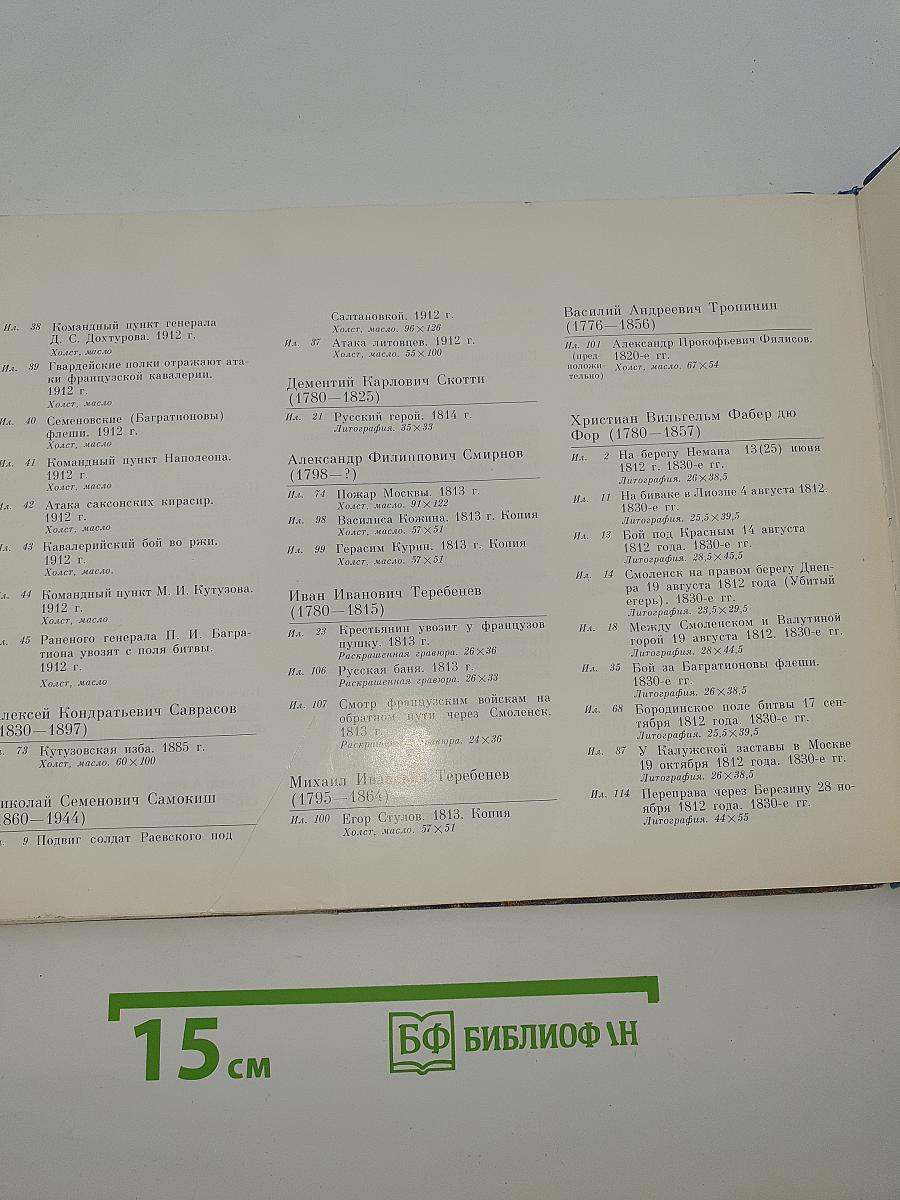 Ил. 38 Командный пункт генерала
Д. С. Дохтурова. 1912 г.
Холст, масло
Ил. 39 Гвардейские полки отражают ата-
ки французской кавалерии.
1912 г.
Холст, масло
Ил. 40 Семеновские (Багратионовы)
флеши. 1912 г.
Холст, масло
Ил. 41 Командный пункт Наполеона.
1912 г.
Холст, масло
Ил. 42 Атака саксонских кирасир.
1912 г.
Холст, масло
Ил. 43 Кавалерийский бой во ржи.
1912 г.
Холст, масло.
Ил. 44 Командный пункт М. И. Кутузова.
1912 г.
Холст, масло
Ил. 45 Раненого генерала П. И. Багра-
тиона увозят с поля битвы.
1912 г.
Холст, масло
лексей Кондратьевич Саврасов
1830—1897)
л. 73 Кутузовская изба. 1885 г.
Холст, масло. 60×100
иколай Семенович Самокиш
1860—1944)
л. 9 Подвиг солдат Раевского под
Салтановкой. 1912 г.
Холст, масло. 96×126
Ил. 37 Атака литовцев. 1912 г.
Холст, масло. 55×100
Дементий Карлович Скотти
(1780—1825)
Ил. 21 Русский герой. 1814 г.
Литография. 35×33
Александр Филиппович Смирнов
(1798—?)
Ил. 74 Пожар Москвы. 1813 г.
Холст, масло. 91×122
Ил. 98 Василиса Кожина. 1813 г. Копия
Холст, масло. 57×51
Ил. 99 Герасим Курин. 1813 г. Копия
Холст, масло. 57×51
Иван Иванович Теребенев
(1780—1815)
Ил. 23 Крестьянин увозит у французов
пушку. 1813 г.
Раскрашенная гравюра. 26×36
Ил. 106 Русская баня. 1813 г.
Раскрашенная гравюра. 26×33
Ил. 107 Смотр французским войскам на
обратном пути через Смоленск.
1813 г.
Раскрашенная гравюра. 24×36
Михаил Иванович Теребенев
(1795—1864)
Ил. 100 Егор Стулов. 1813. Копия
Холст, масло. 57×51
Василий Андреевич Тропинин
(1776—1856)
Ил. 101 Александр Прокофьевич Филисов.
(пред- 1820-е гг.
положи- Холст, масло. 67×54
тельно)
Христиан Вильгельм Фабер дю
Фор (1780—1857)
Ил. 2 На берегу Немана 13(25) июня
1812 г. 1830-е гг.
Литография. 26×38,5
Ил. 11 На биваке в Лиозне 4 августа 1812.
1830-е гг.
Литография. 25,5×39,5
Ил. 13 Бой под Красным 14 августа
1812 года. 1830-е гг.
Литография. 28,5×45,5
Ил. 14 Смоленск на правом берегу Днеп-
ра 19 августа 1812 года (Убитый
егерь). 1830-е гг.
Литография. 23,5×29,5
Ил. 18 Между Смоленском и Валутиной
горой 19 августа 1812. 1830-е гг.
Литография. 28×44,5
Ил. 35 Бой за Багратионовы флеши.
1830-е гг.
Литография. 26×38,5
Ил. 68 Бородинское поле битвы 17 сен-
тября 1812 года. 1830-е гг.
Литография. 25,5×39,5
Ил. 87 У Калужской заставы в Москве
19 октября 1812 года. 1830-е гг.
Литография. 26×38,5
Ил. 114 Переправа через Березину 28 но-
ября 1812 года. 1830-е гг.
Литография. 44×55
15 см
БФ БИБЛИОФАН